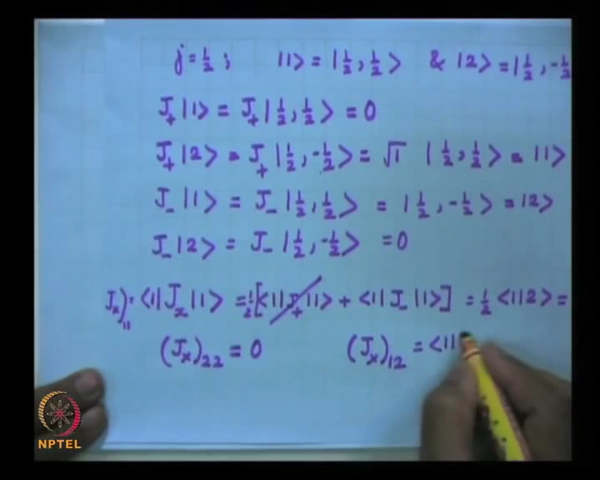 j = 1/2 ; |1> = |1/2, 1/2> & |2> = |1/2, -1/2
J₊|1> = J₊|1/2, 1/2> = 0
J₊|2> = J₊|1/2, -1/2> = √1 |1/2, 1/2> = |1>
J₋|1> = J₋|1/2, 1/2> = |1/2, -1/2> = |2>
J₋|2> = J₋|1/2, -1/2> = 0
Jₓ)₁₁ = <1|Jₓ|1> = 1/2[<1|J₊|1> + <1|J₋|1>] = 1/2 <1|2> =
(Jₓ)₂₂ = 0 (Jₓ)₁₂ = <1|
NPTEL